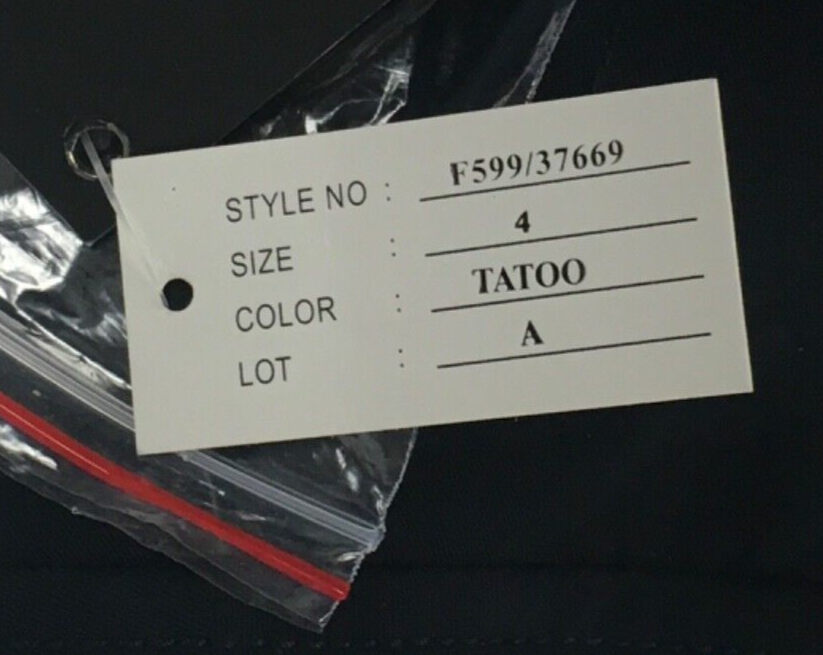 STYLE NO : F599/37669
SIZE : 4
COLOR : TATOO
LOT : A